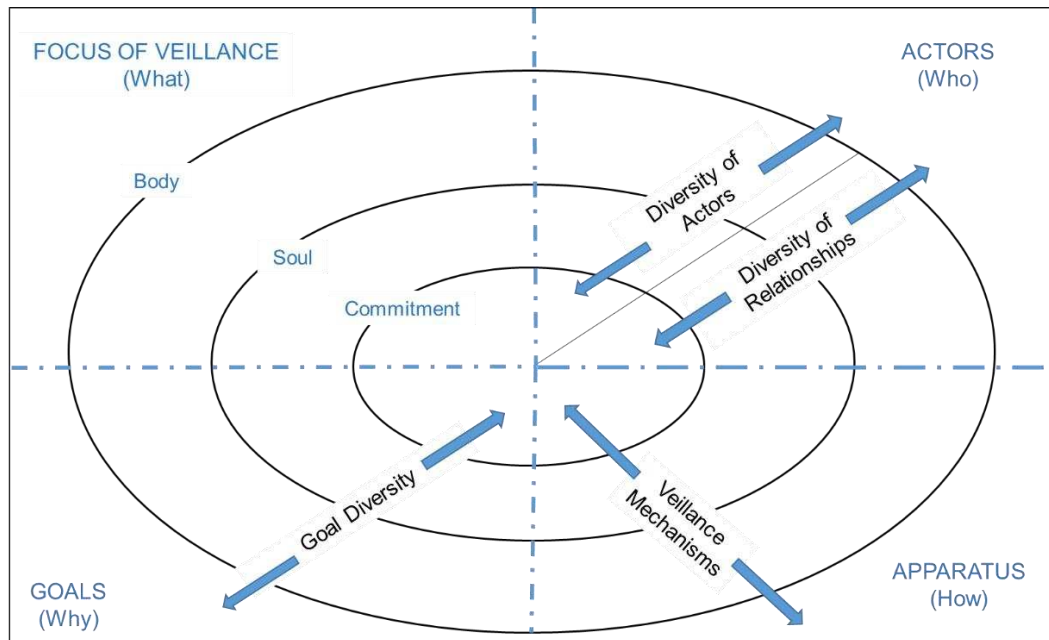 FOCUS OF VEILLANCE
(What)
ACTORS
(Who)
Body
Soul
Commitment
Diversity of
Actors
Diversity of
Relationships
Goal Diversity
Veillance
Mechanisms
GOALS
(Why)
APPARATUS
(How)